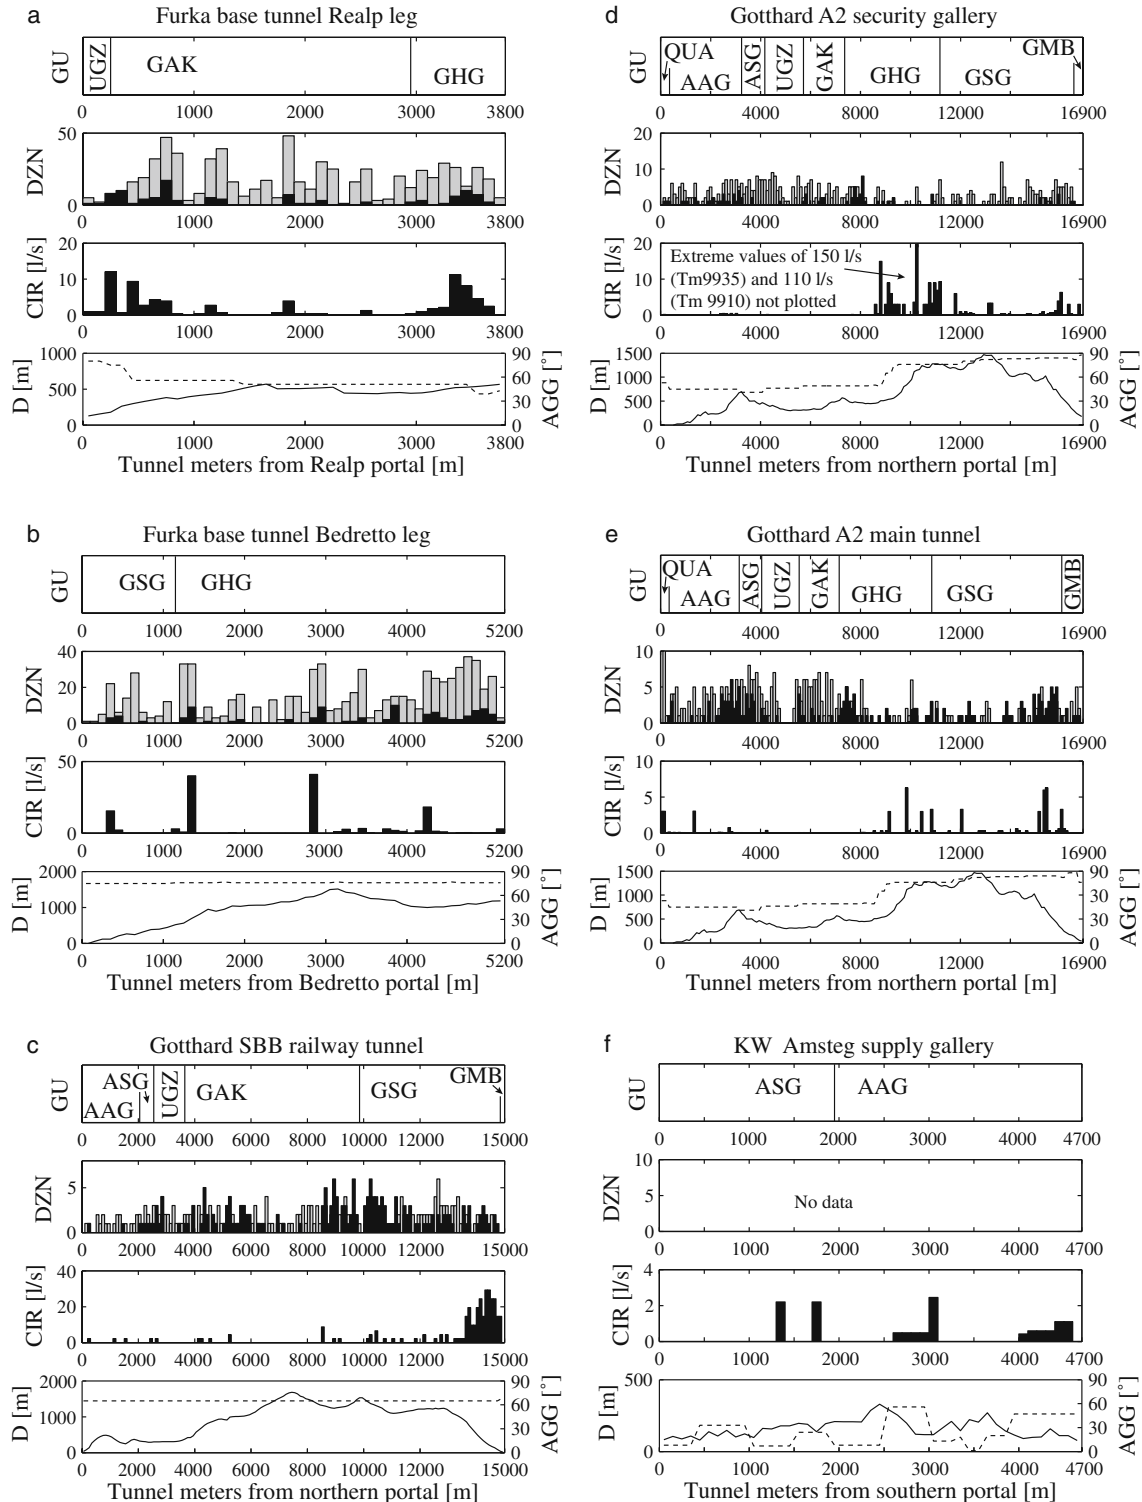 a
Furka base tunnel Realp leg
GU
UGZ
GAK
GHG
0 1000 2000 3000 3800
DZN
50
0
0 1000 2000 3000 3800
CIR [l/s]
20
10
0
0 1000 2000 3000 3800
D [m]
1000
500
0
AGG [°]
90
60
30
0
0 1000 2000 3000 3800
Tunnel meters from Realp portal [m]
b
Furka base tunnel Bedretto leg
GU
GSG
GHG
0 1000 2000 3000 4000 5200
DZN
40
20
0
0 1000 2000 3000 4000 5200
CIR [l/s]
50
0
0 1000 2000 3000 4000 5200
D [m]
2000
1000
0
AGG [°]
90
60
30
0
0 1000 2000 3000 4000 5200
Tunnel meters from Bedretto portal [m]
c
Gotthard SBB railway tunnel
GU
AAG
ASG
UGZ
GAK
GSG
GMB
0 2000 4000 6000 8000 10000 12000 15000
DZN
5
0
0 2000 4000 6000 8000 10000 12000 15000
CIR [l/s]
40
20
0
0 2000 4000 6000 8000 10000 12000 15000
D [m]
2000
1000
0
AGG [°]
90
60
30
0
0 2000 4000 6000 8000 10000 12000 15000
Tunnel meters from northern portal [m]
d
Gotthard A2 security gallery
GU
QUA
AAG
ASG
UGZ
GAK
GHG
GSG
GMB
0 4000 8000 12000 16900
DZN
20
10
0
0 4000 8000 12000 16900
CIR [l/s]
20
10
0
Extreme values of 150 l/s
(Tm9935) and 110 l/s
(Tm 9910) not plotted
0 4000 8000 12000 16900
D [m]
1500
1000
500
0
AGG [°]
90
60
30
0
0 4000 8000 12000 16900
Tunnel meters from northern portal [m]
e
Gotthard A2 main tunnel
GU
QUA
AAG
ASG
UGZ
GAK
GHG
GSG
GMB
0 4000 8000 12000 16900
DZN
10
5
0
0 4000 8000 12000 16900
CIR [l/s]
10
5
0
0 4000 8000 12000 16900
D [m]
1500
1000
500
0
AGG [°]
90
60
30
0
0 4000 8000 12000 16900
Tunnel meters from northern portal [m]
f
KW Amsteg supply gallery
GU
ASG
AAG
0 1000 2000 3000 4000 4700
DZN
10
5
0
No data
0 1000 2000 3000 4000 4700
CIR [l/s]
4
2
0
0 1000 2000 3000 4000 4700
D [m]
500
0
AGG [°]
90
60
30
0
0 1000 2000 3000 4000 4700
Tunnel meters from southern portal [m]